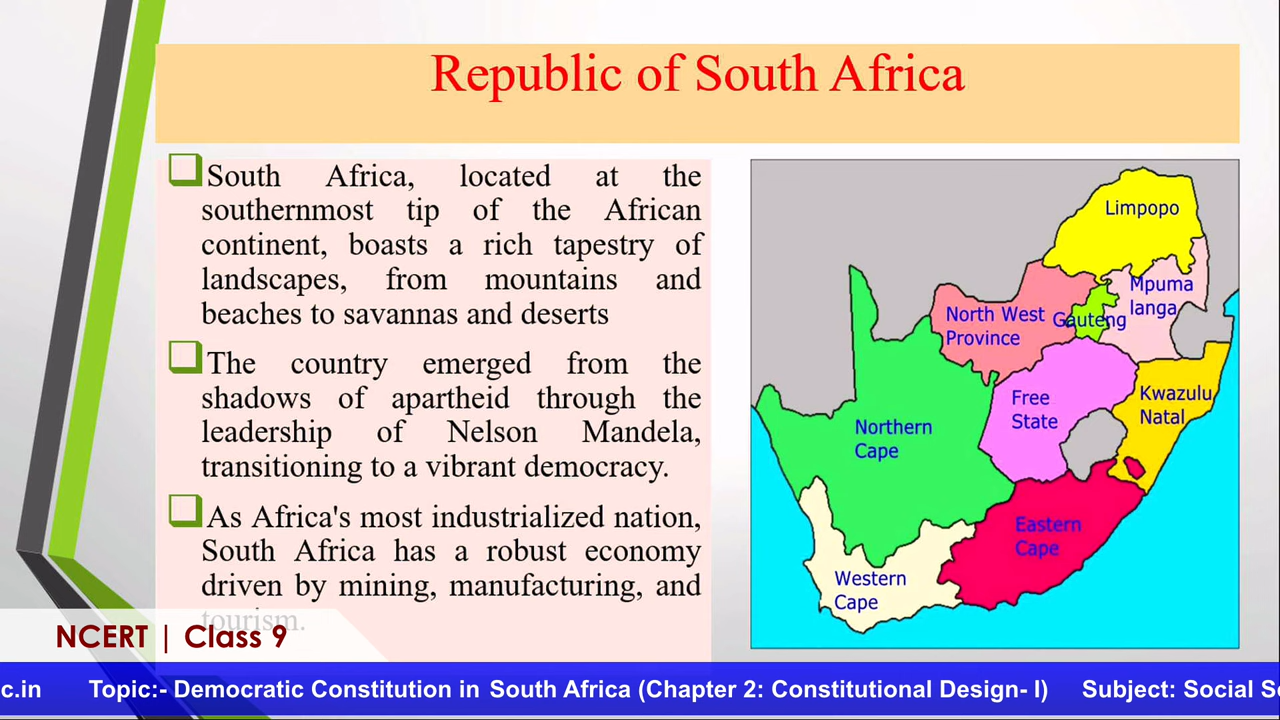 Republic of South Africa
South Africa, located at the
southernmost tip of the African
continent, boasts a rich tapestry of
landscapes, from mountains and
beaches to savannas and deserts
The country emerged from the
shadows of apartheid through the
leadership of Nelson Mandela,
transitioning to a vibrant democracy.
As Africa's most industrialized nation,
South Africa has a robust economy
driven by mining, manufacturing, and
tourism.
Limpopo
Mpuma
langa
North West
Province
Gauteng
Free
State
Kwazulu
Natal
Northern
Cape
Eastern
Cape
Western
Cape
NCERT | Class 9
c.in Topic:- Democratic Constitution in South Africa (Chapter 2: Constitutional Design- I) Subject: Social S